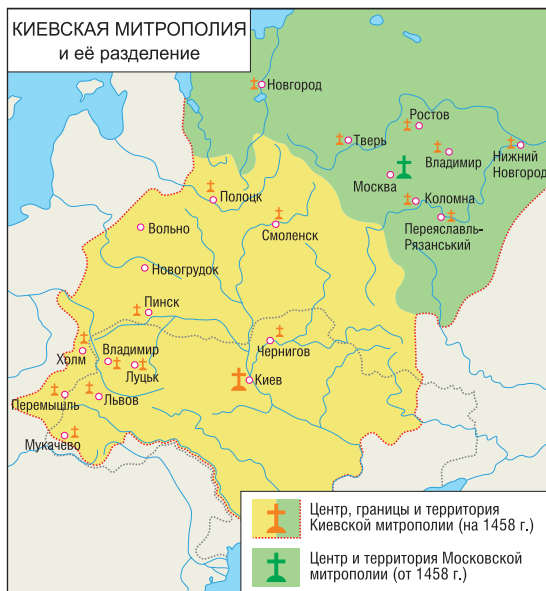 КИЕВСКАЯ МИТРОПОЛИЯ
и её разделение
Новгород
Ростов
Тверь
Владимир
Нижний
Новгород
Москва
Коломна
Переяславль-
Рязанський
Полоцк
Смоленск
Вольно
Новогрудок
Пинск
Чернигов
Холм
Владимир
Луцьк
Киев
Перемышль
Львов
Мукачево
Центр, границы и территория
Киевской митрополии (на 1458 г.)
Центр и территория Московской
митрополии (от 1458 г.)